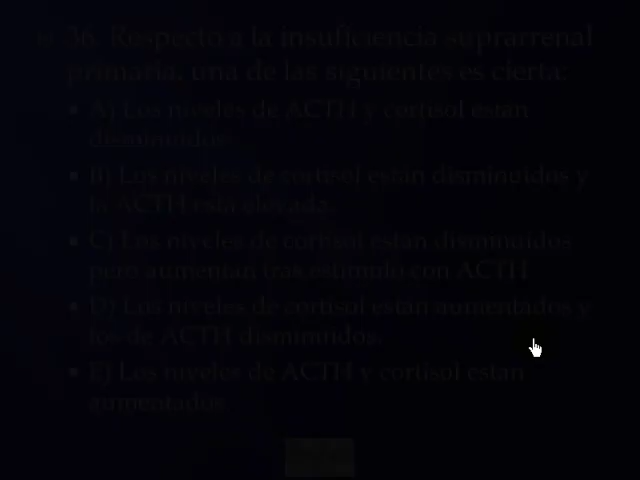 36. Respecto a la insuficiencia suprarrenal
primaria, una de las siguientes es cierta:
A) Los niveles de ACTH y cortisol están
disminuidos
B) Los niveles de cortisol están disminuidos y
la ACTH está elevada
C) Los niveles de cortisol están disminuidos
pero aumentan tras estímulo con ACTH
D) Los niveles de cortisol están aumentados y
los de ACTH disminuidos.
E) Los niveles de ACTH y cortisol están
aumentados